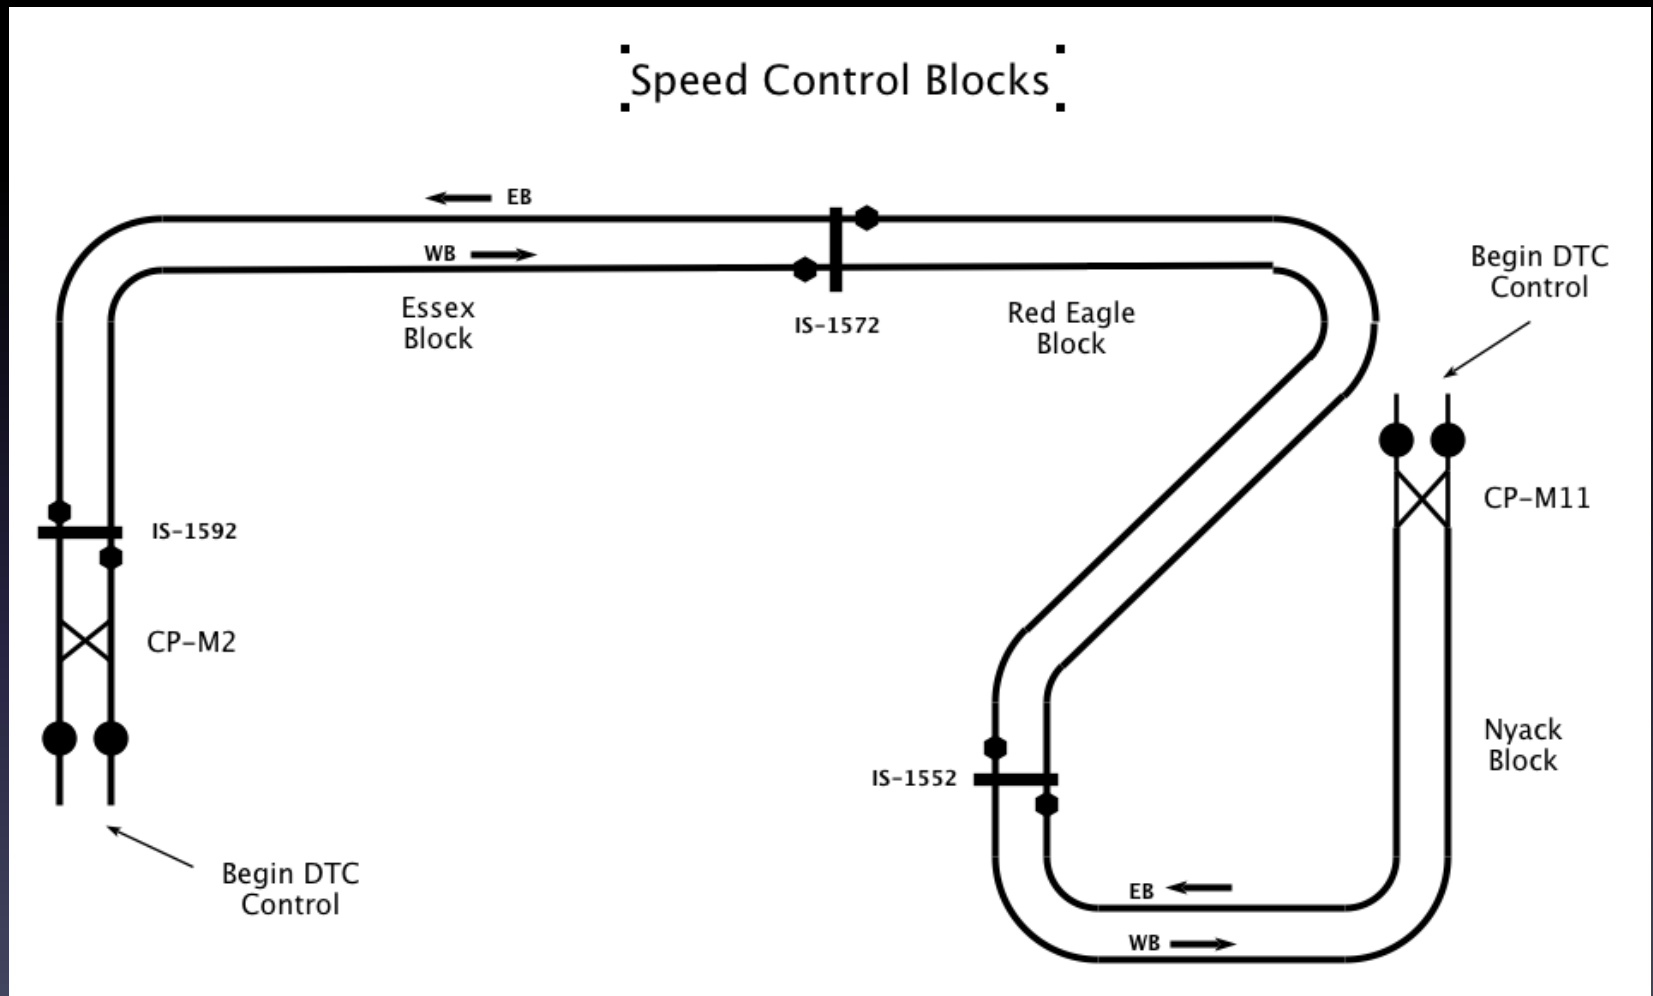 Speed Control Blocks
EB
WB
Essex
Block
IS-1572
Red Eagle
Block
Begin DTC
Control
CP-M11
IS-1592
CP-M2
Nyack
Block
IS-1552
Begin DTC
Control
EB
WB